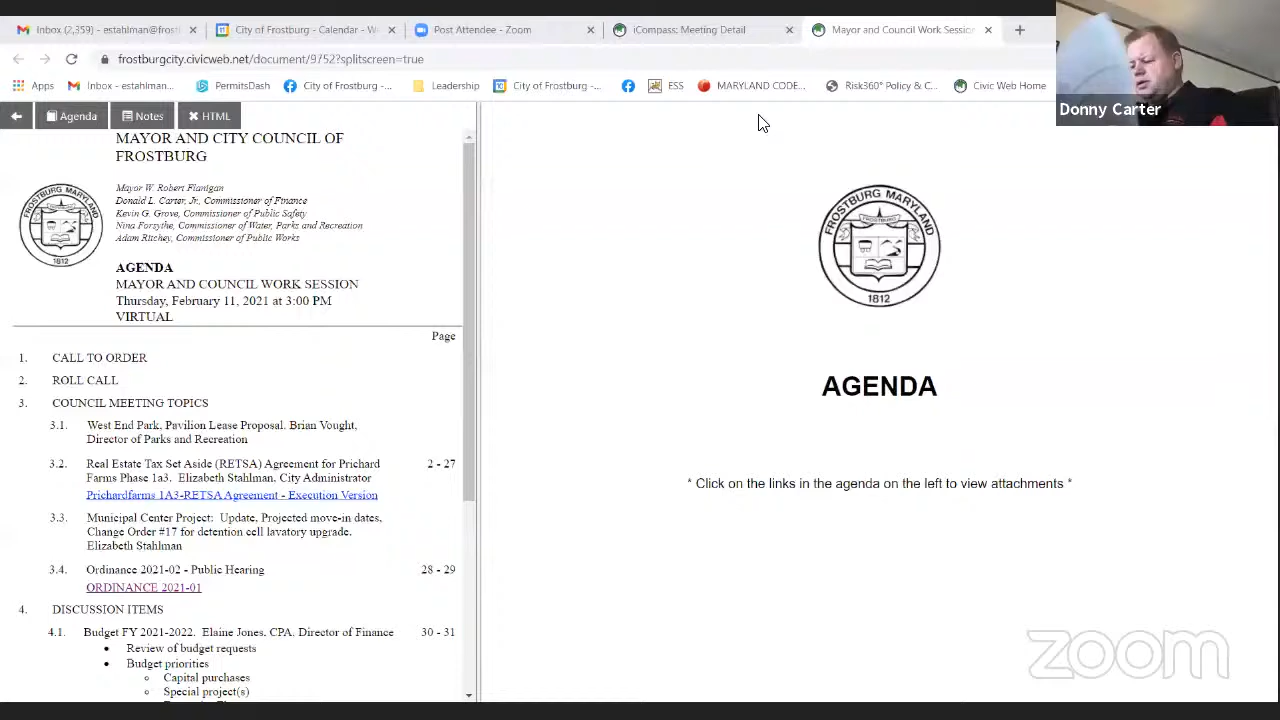 Inbox (2,359) - estahlman@frost
City of Frostburg - Calendar - W
Post Attendee - Zoom
iCompass: Meeting Detail
Mayor and Council Work Session
frostburgcity.civicweb.net/document/9752?splitscreen=true
Apps
Inbox - estahlman...
PermitsDash
City of Frostburg -...
Leadership
City of Frostburg -...
ESS
MARYLAND CODE...
Risk360° Policy & C...
Civic Web Home
Donny Carter
Agenda
Notes
HTML
MAYOR AND CITY COUNCIL OF
FROSTBURG
FROSTBURG MARYLAND
1812
Mayor W. Robert Flanigan
Donald L. Carter, Jr., Commissioner of Finance
Kevin G. Grove, Commissioner of Public Safety
Nina Forsythe, Commissioner of Water, Parks and Recreation
Adam Ritchey, Commissioner of Public Works
AGENDA
MAYOR AND COUNCIL WORK SESSION
Thursday, February 11, 2021 at 3:00 PM
VIRTUAL
Page
1. CALL TO ORDER
2. ROLL CALL
3. COUNCIL MEETING TOPICS
3.1. West End Park, Pavilion Lease Proposal. Brian Vought,
Director of Parks and Recreation
3.2. Real Estate Tax Set Aside (RETSA) Agreement for Prichard 2 - 27
Farms Phase 1a3. Elizabeth Stahlman, City Administrator
Prichardfarms 1A3-RETSA Agreement - Execution Version
3.3. Municipal Center Project: Update, Projected move-in dates,
Change Order #17 for detention cell lavatory upgrade.
Elizabeth Stahlman
3.4. Ordinance 2021-02 - Public Hearing 28 - 29
ORDINANCE 2021-01
4. DISCUSSION ITEMS
4.1. Budget FY 2021-2022. Elaine Jones, CPA, Director of Finance 30 - 31
• Review of budget requests
• Budget priorities
○ Capital purchases
○ Special project(s)
FROSTBURG MARYLAND
FROSTBURG
1812
AGENDA
* Click on the links in the agenda on the left to view attachments *
zoom